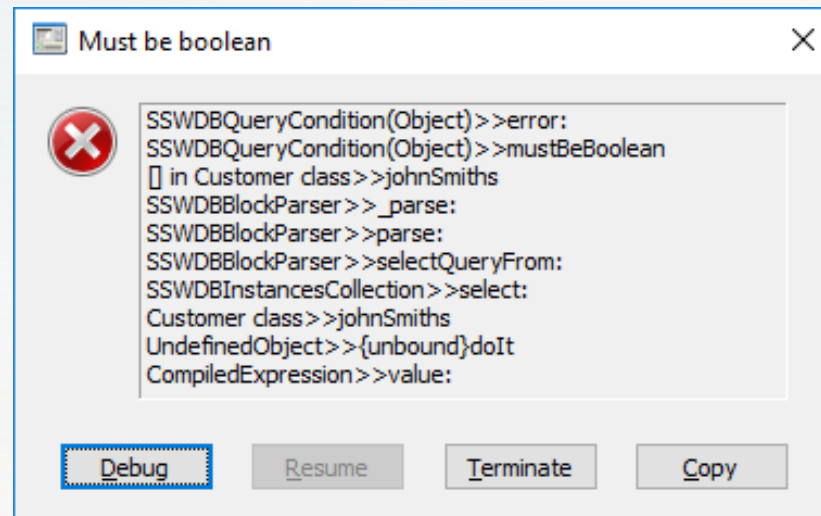 Must be boolean
SSWDBQueryCondition(Object)>>error:
SSWDBQueryCondition(Object)>>mustBeBoolean
[] in Customer class>>johnSmiths
SSWDBBlockParser>>_parse:
SSWDBBlockParser>>parse:
SSWDBBlockParser>>selectQueryFrom:
SSWDBInstancesCollection>>select:
Customer class>>johnSmiths
UndefinedObject>>{unbound}doIt
CompiledExpression>>value:
Debug Resume Terminate Copy